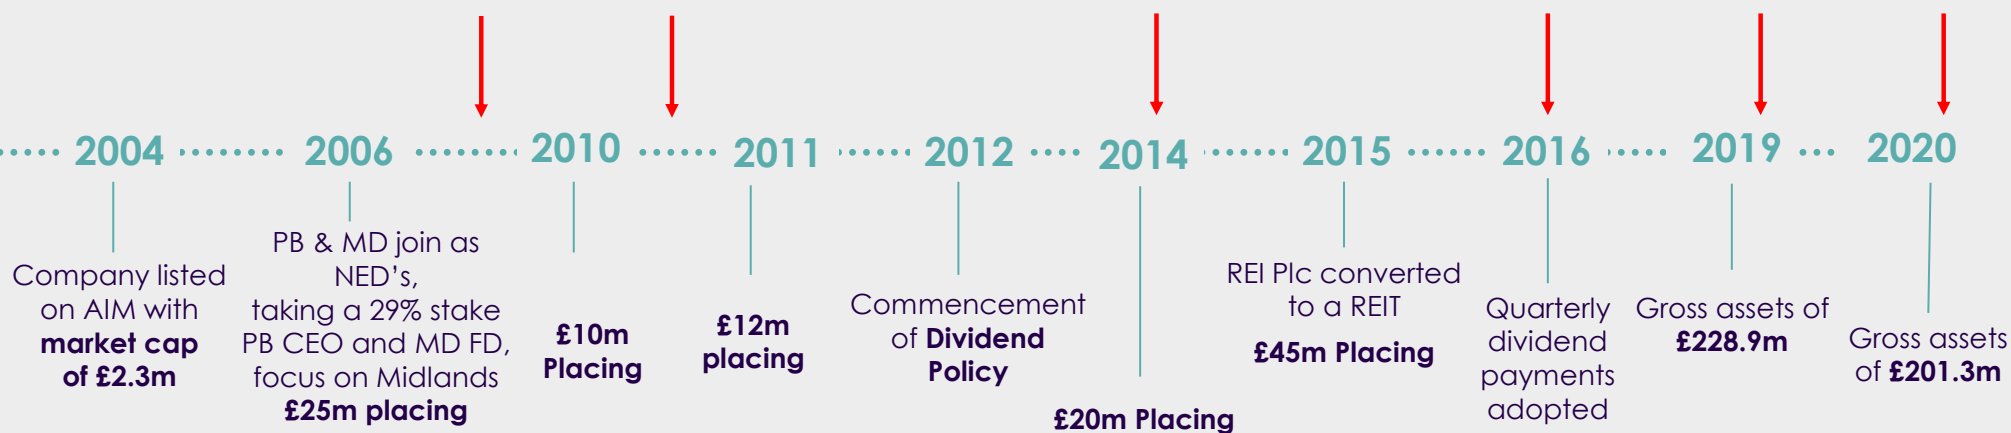 2004
2006
2010
2011
2012
2014
2015
2016
2019
2020
Company listed
on AIM with
market cap
of £2.3m
PB & MD join as
NED's,
taking a 29% stake
PB CEO and MD FD,
focus on Midlands
£25m placing
£10m
Placing
£12m
placing
Commencement
of Dividend
Policy
£20m Placing
REI Plc converted
to a REIT
£45m Placing
Quarterly
dividend
payments
adopted
Gross assets of
£228.9m
Gross assets
of £201.3m